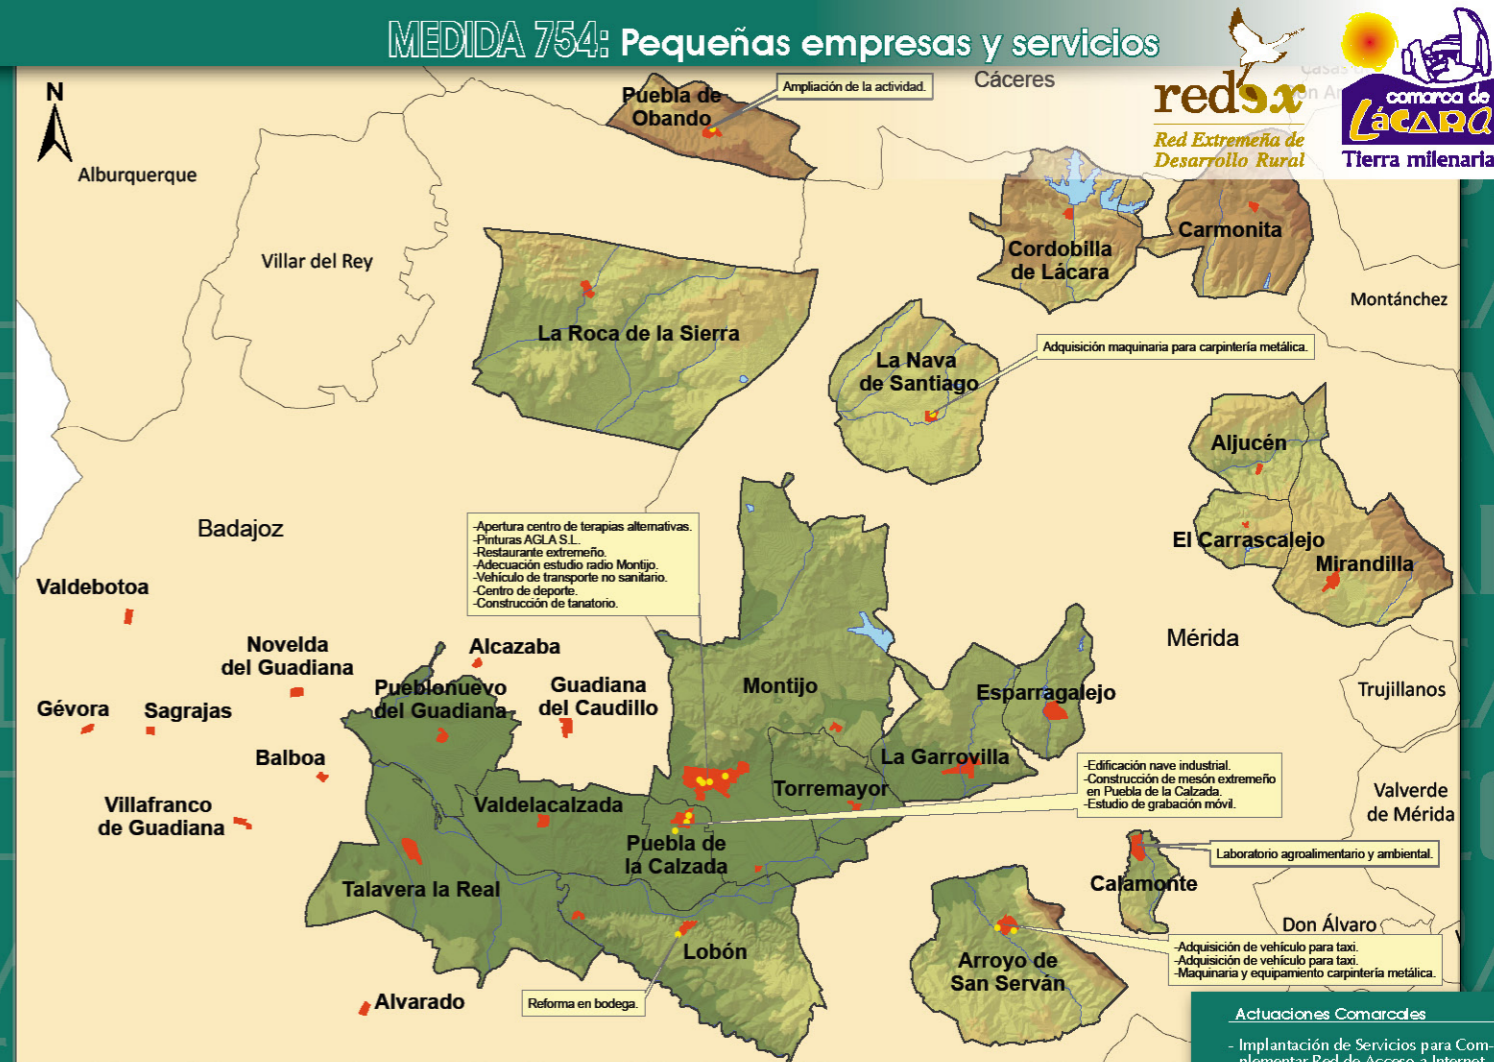 MEDIDA 754: Pequeñas empresas y servicios
redex
Red Extremeña de
Desarrollo Rural
comarca de
LáCARA
Tierra milenaria
N
Cáceres
Puebla de
Obando
Ampliación de la actividad.
Alburquerque
Villar del Rey
Cordobilla
de Lácara
Carmonita
Montánchez
La Roca de la Sierra
La Nava
de Santiago
Adquisición maquinaria para carpintería metálica.
Aljucén
El Carrascalejo
Mirandilla
Badajoz
-Apertura centro de terapias alternativas.
-Pinturas AGLA S.L.
-Restaurante extremeño.
-Adecuación estudio radio Montijo.
-Vehículo de transporte no sanitario.
-Centro de deporte.
-Construcción de tanatorio.
Valdebotoa
Novelda
del Guadiana
Alcazaba
Mérida
Gévora
Sagrajas
Pueblonuevo
del Guadiana
Guadiana
del Caudillo
Montijo
Esparragalejo
Trujillanos
Balboa
La Garrovilla
Villafranco
de Guadiana
Valdelacalzada
Torremayor
-Edificación nave industrial.
-Construcción de mesón extremeño
en Puebla de la Calzada.
-Estudio de grabación móvil.
Valverde
de Mérida
Puebla de
la Calzada
Laboratorio agroalimentario y ambiental.
Talavera la Real
Calamonte
Don Álvaro
Lobón
Arroyo de
San Serván
-Adquisición de vehículo para taxi.
-Adquisición de vehículo para taxi.
-Maquinaria y equipamiento carpintería metálica.
Alvarado
Reforma en bodega.
Actuaciones Comarcales
- Implantación de Servicios para Com-
plementar Red de Acceso a Internet